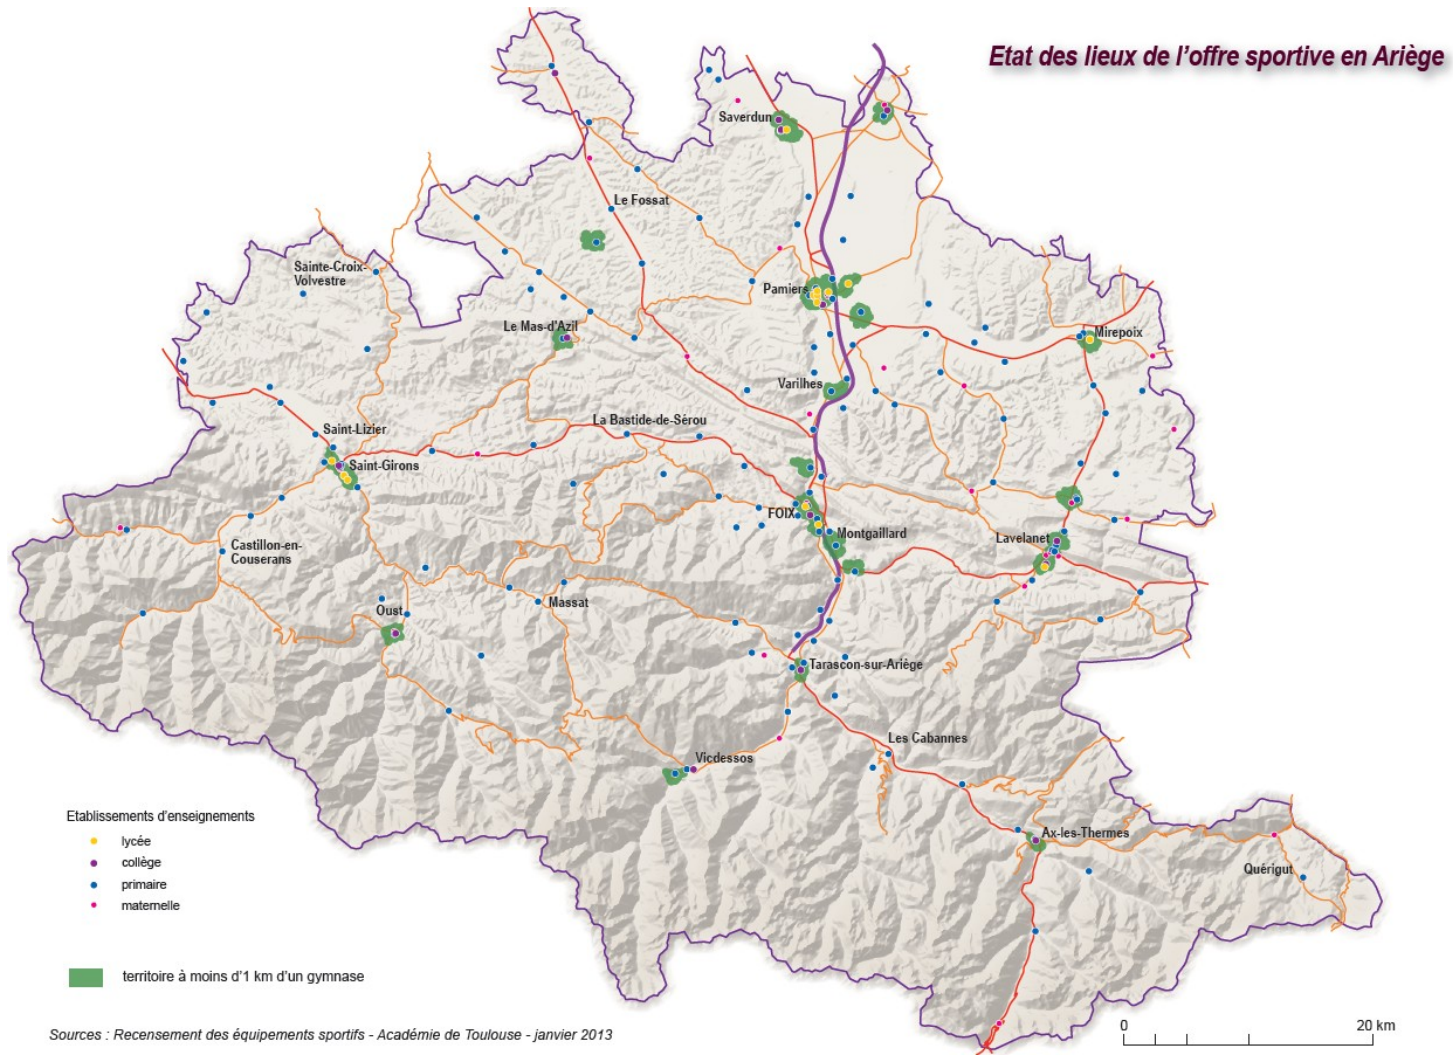 Etat des lieux de l'offre sportive en Ariège
Saverdun
Le Fossat
Sainte-Croix-
Volvestre
Pamiers
Le Mas-d'Azil
Mirepoix
Varilhes
La Bastide-de-Sérou
Saint-Lizier
Saint-Girons
FOIX
Montgaillard
Lavelanet
Castillon-en-
Couserans
Massat
Oust
Tarascon-sur-Ariège
Les Cabannes
Vicdessos
Ax-les-Thermes
Quérigut
Etablissements d'enseignements
lycée
collège
primaire
maternelle
territoire à moins d'1 km d'un gymnase
Sources : Recensement des équipements sportifs - Académie de Toulouse - janvier 2013
0 20 km